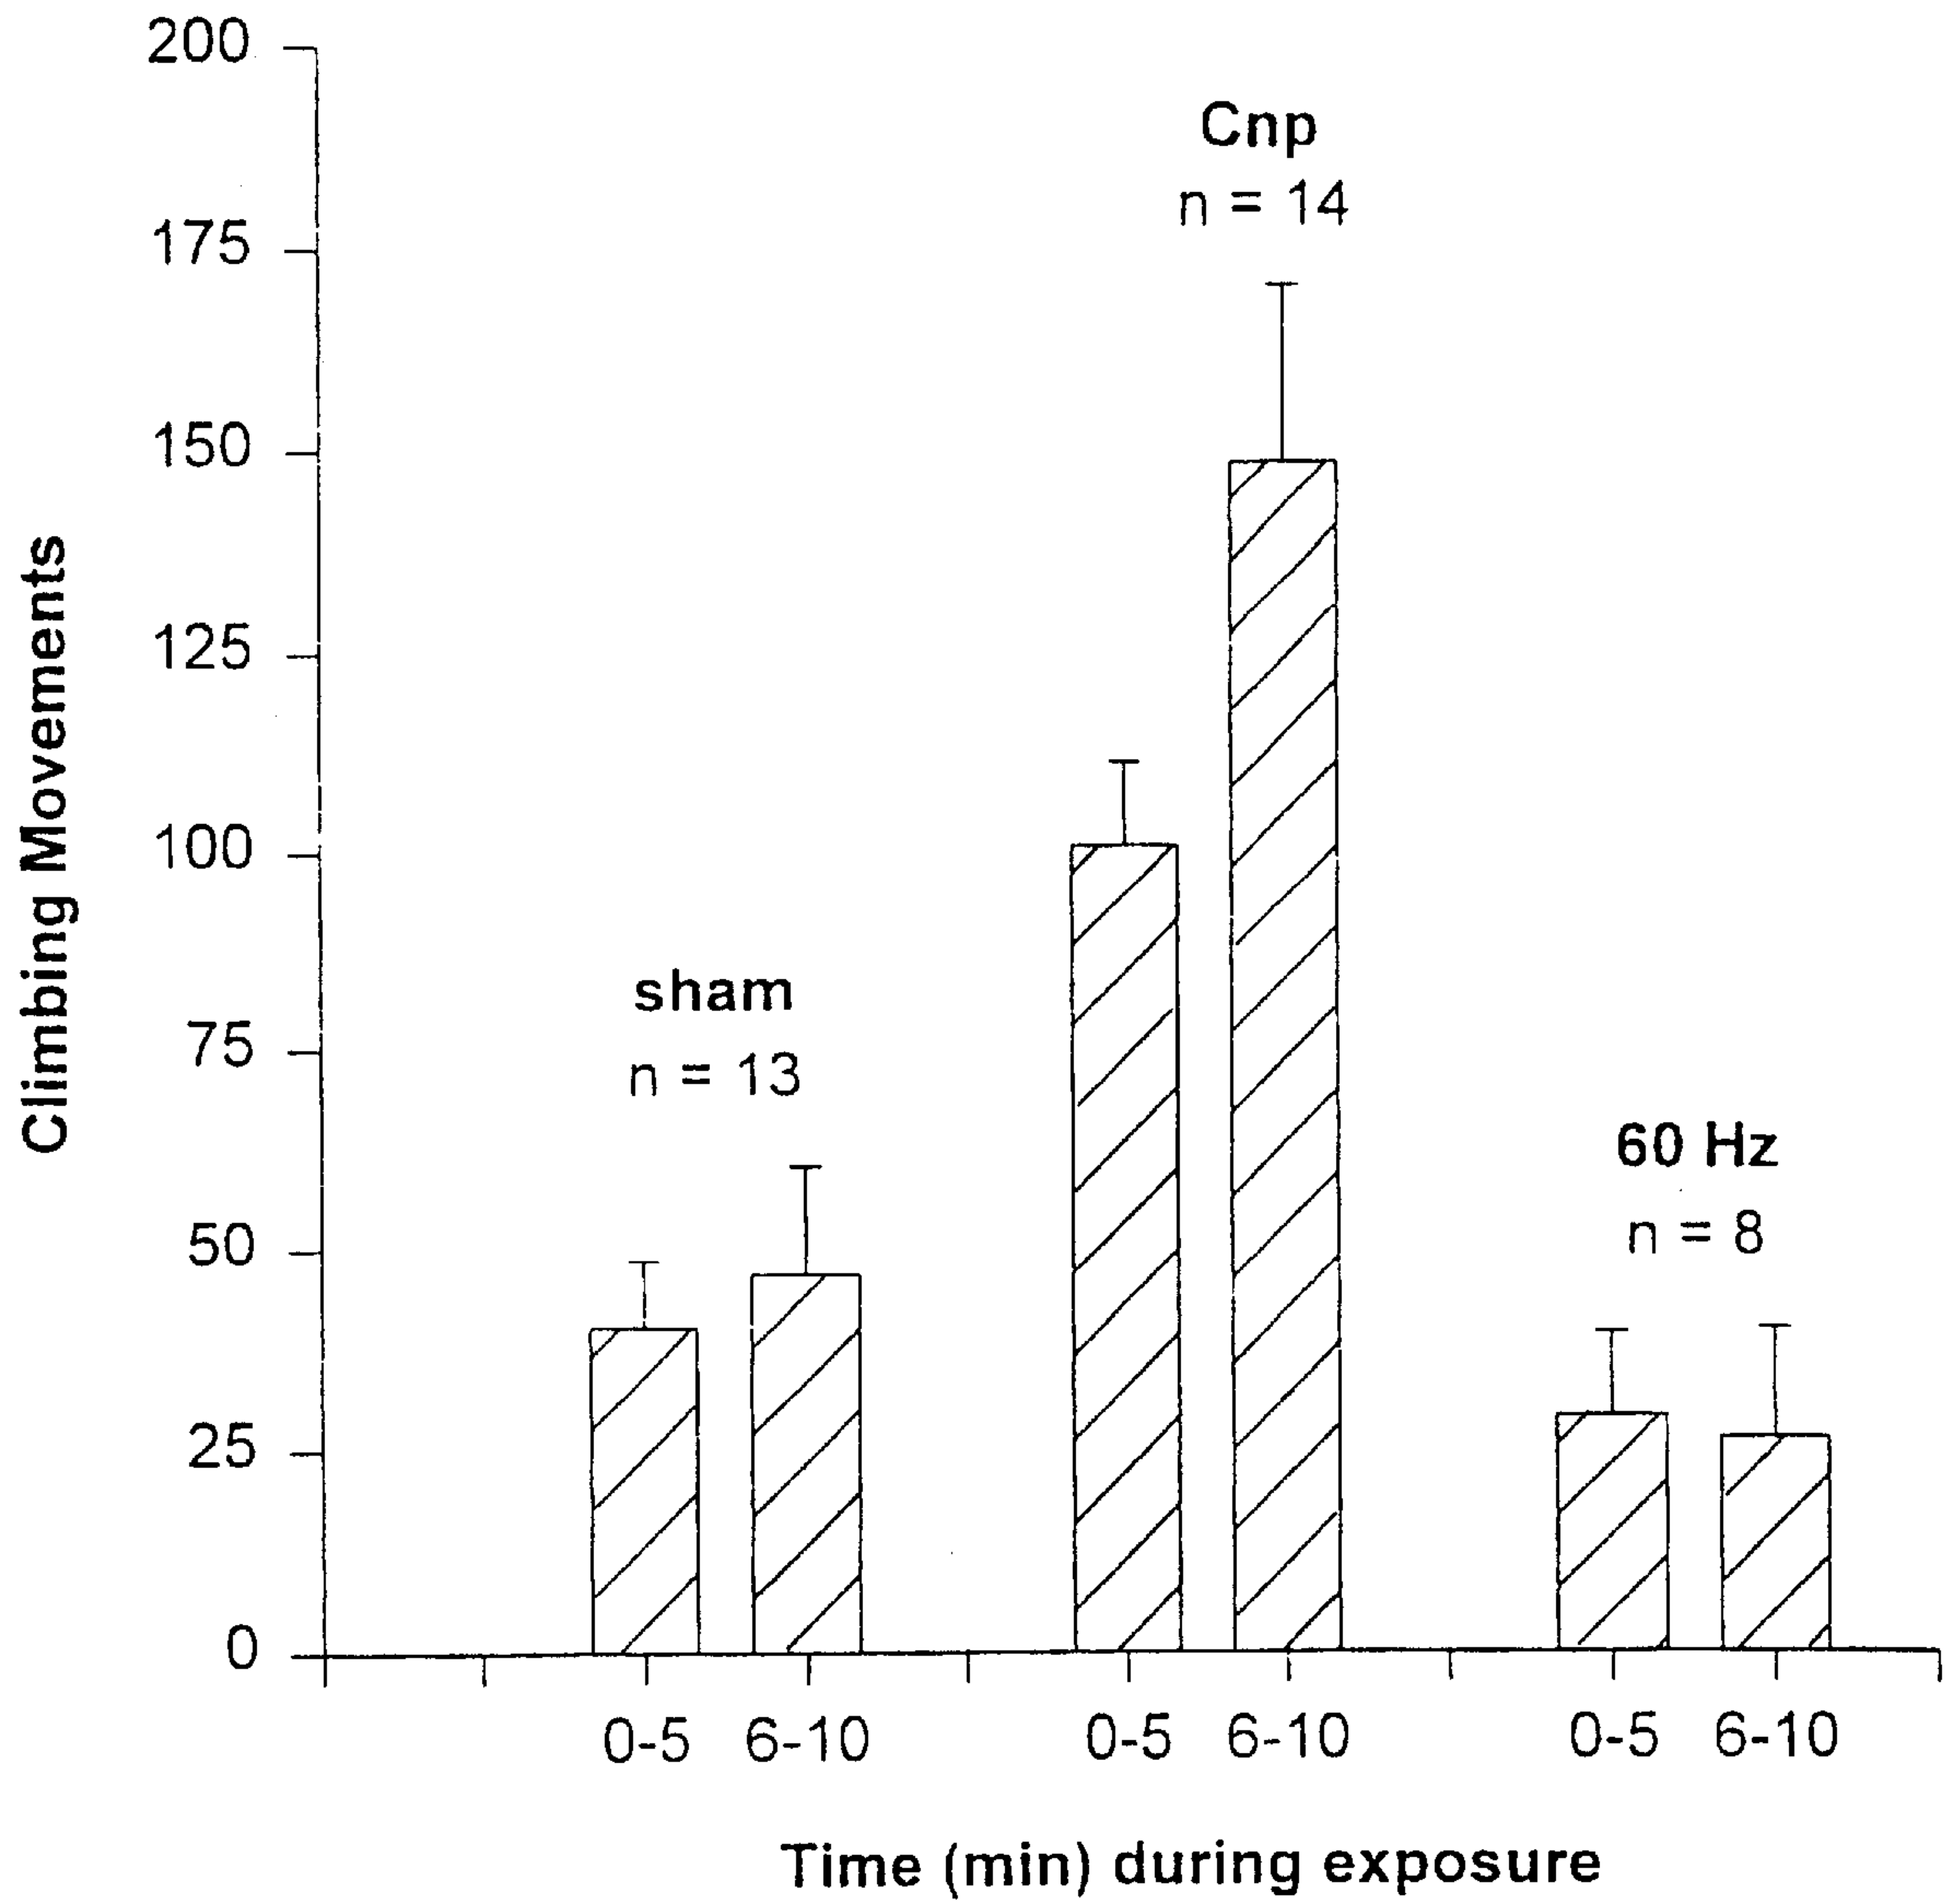 200
175
150
125
100
75
50
25
0
Climbing Movements
sham
n = 13
Cnp
n = 14
60 Hz
n = 8
0-5 6-10 0-5 6-10 0-5 6-10
Time (min) during exposure